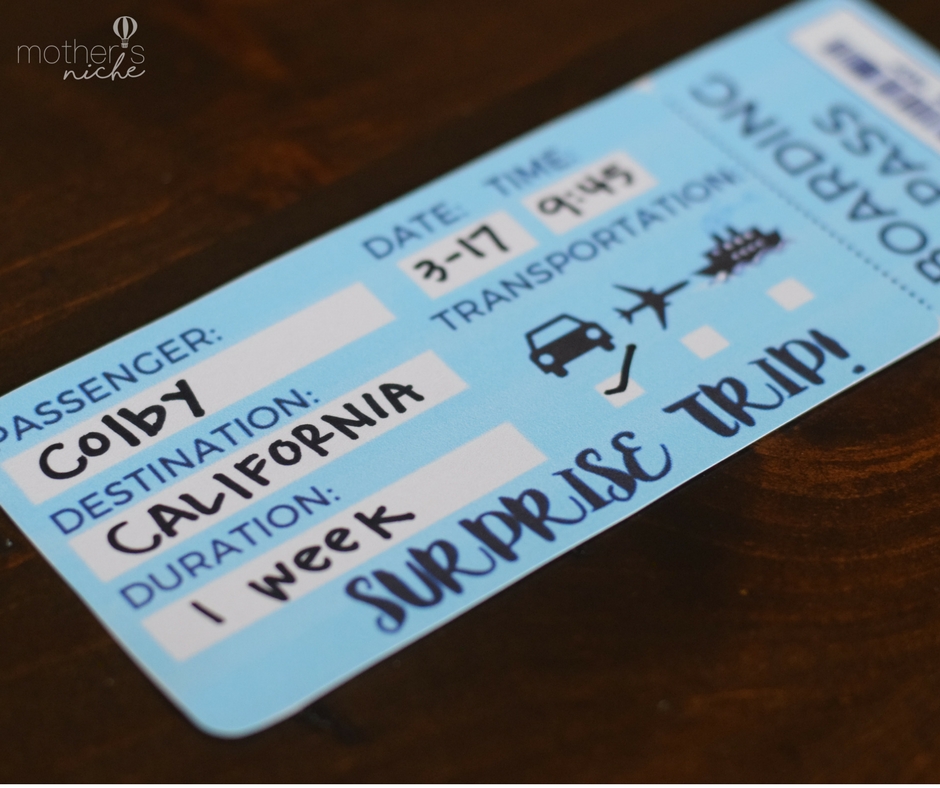 mother's
niche
PASSENGER:
Colby
DESTINATION:
CALIFORNIA
DURATION:
1 week
DATE:
3-17
TIME:
9:45
TRANSPORTATION:
SURPRISE TRIP!
BOARDING
PASS